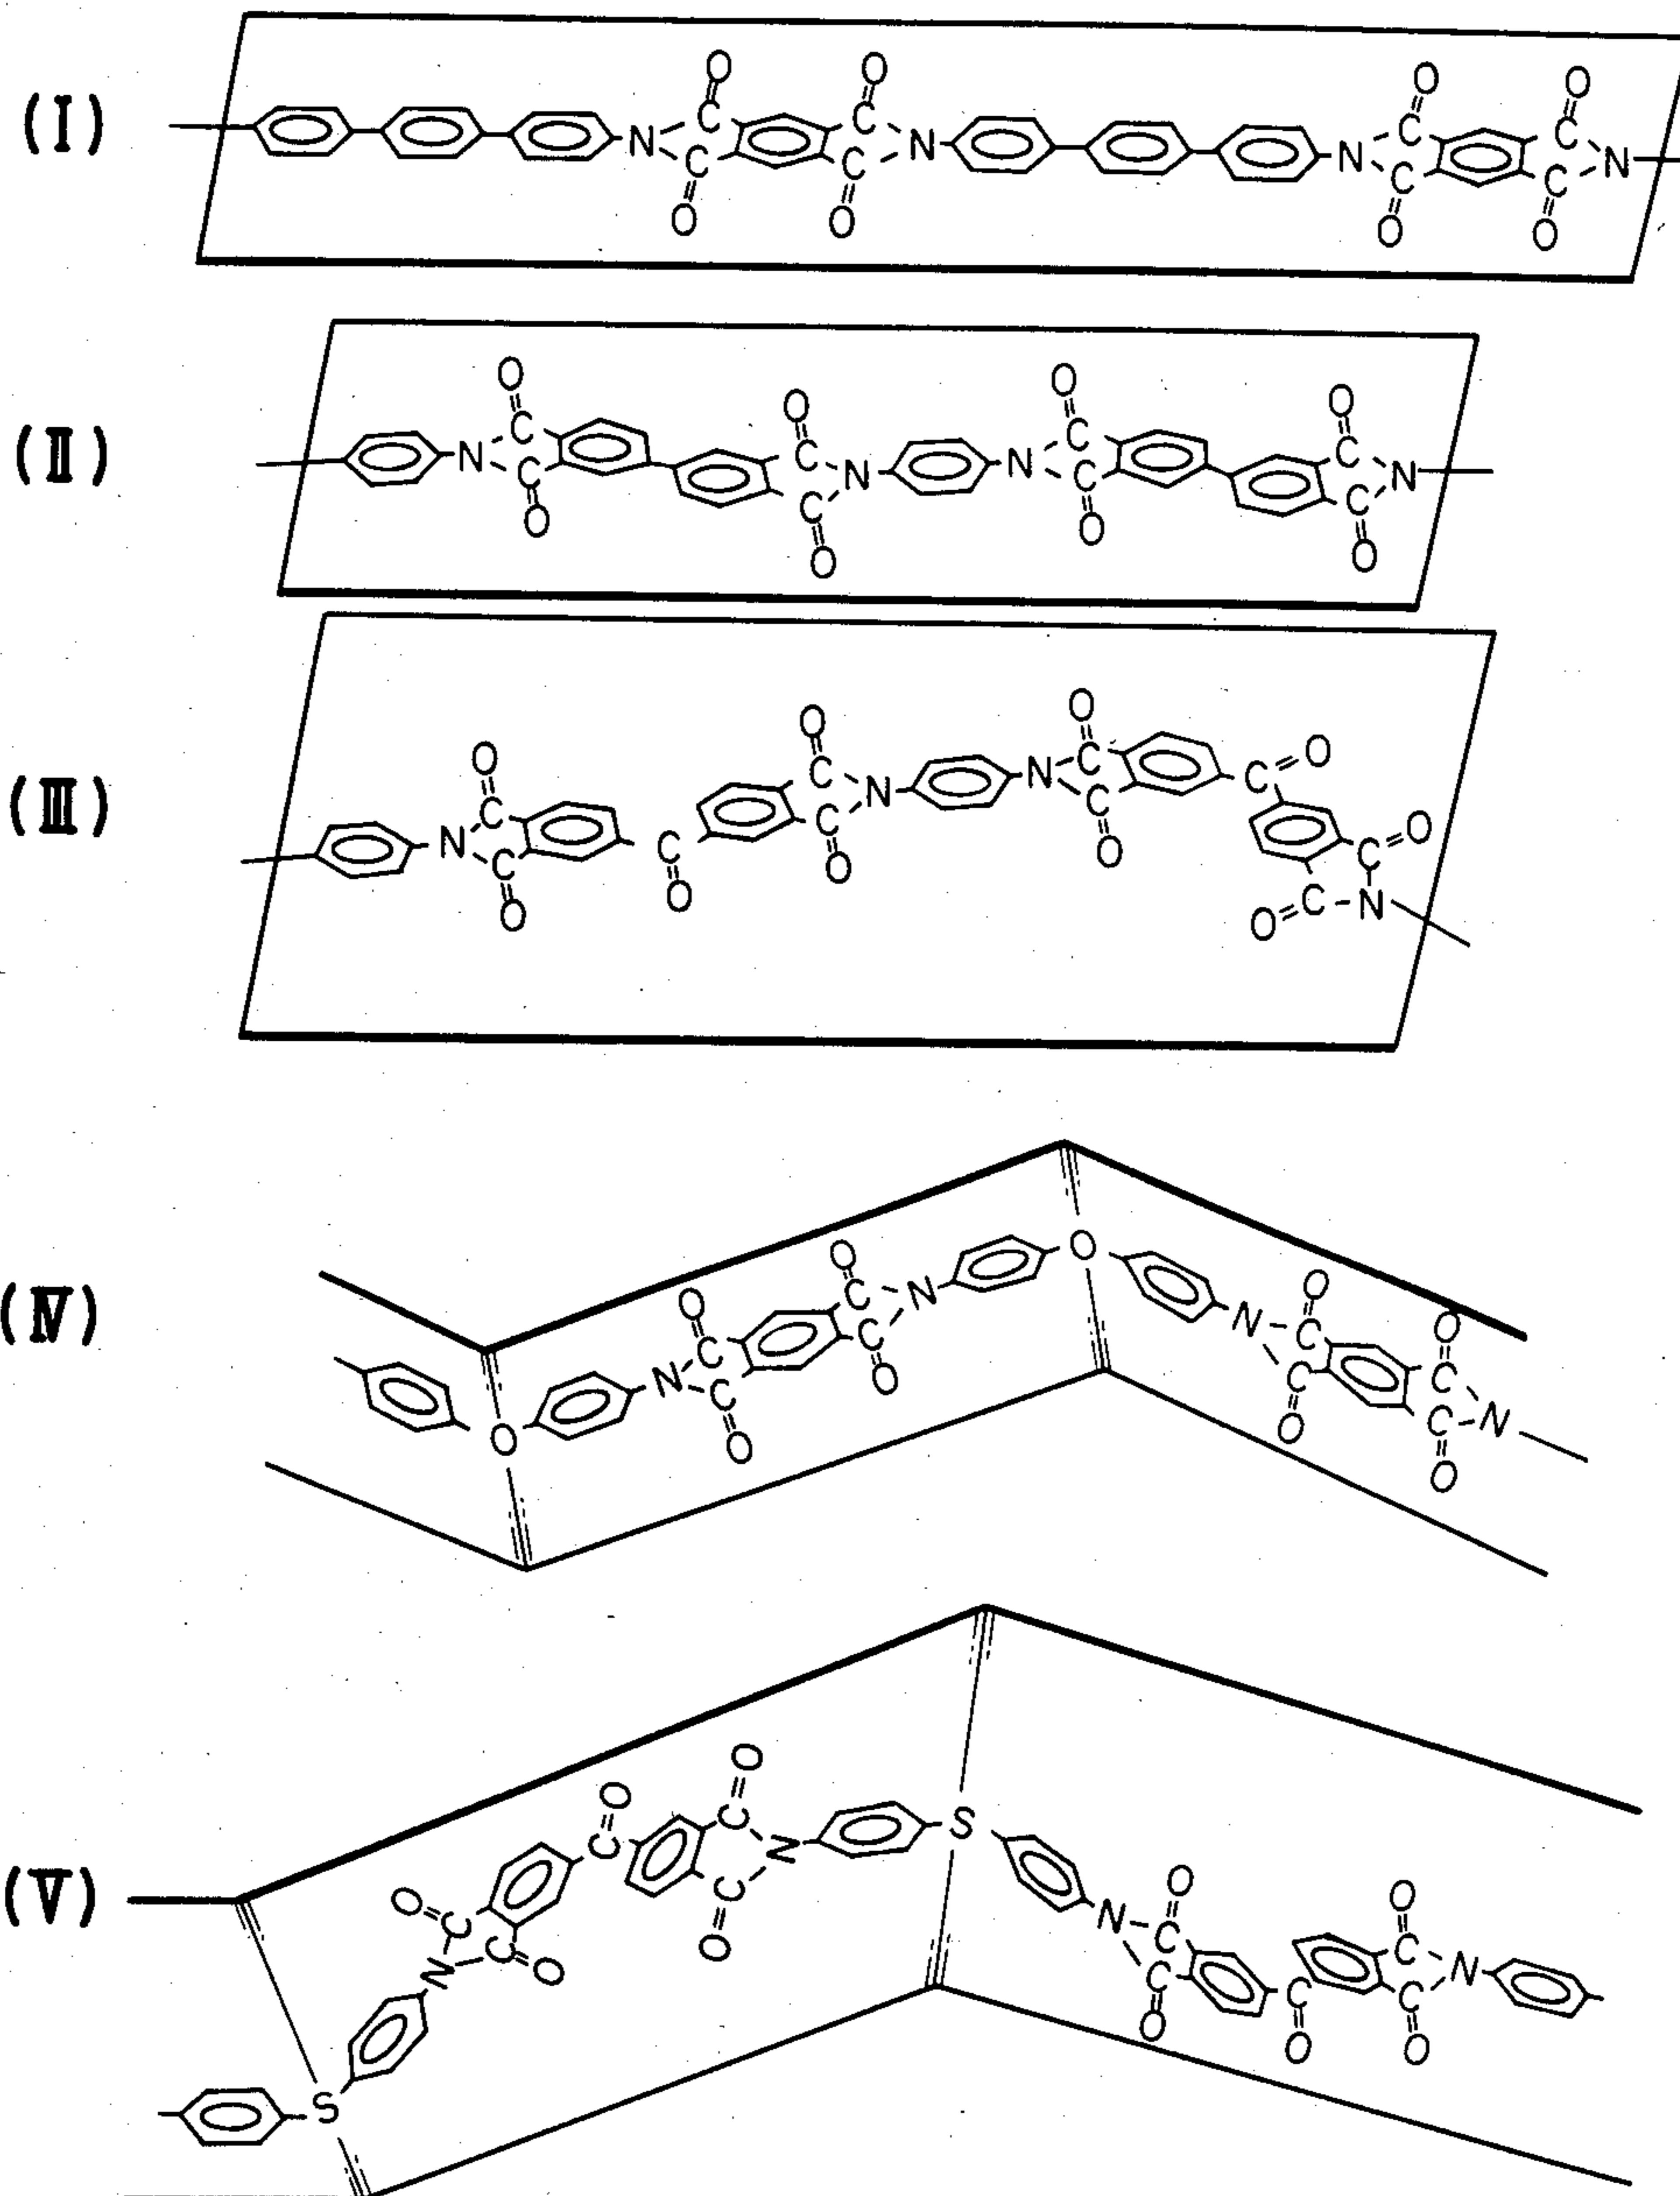 (I)
O O O O
N C C N N C C N
C C C C
O O O O
(II)
O O O O
N C C N N C C N
C C C C
O O O O
(III)
O O O O
N C C C N N C C C
C C O C
O O O O C N
(IV)
O O O O O
C N N C
N C C C C
O C O O C N
O O O
(V)
O O S
C C
O C N N O O
C O C C C N
N O C C C
S O O O